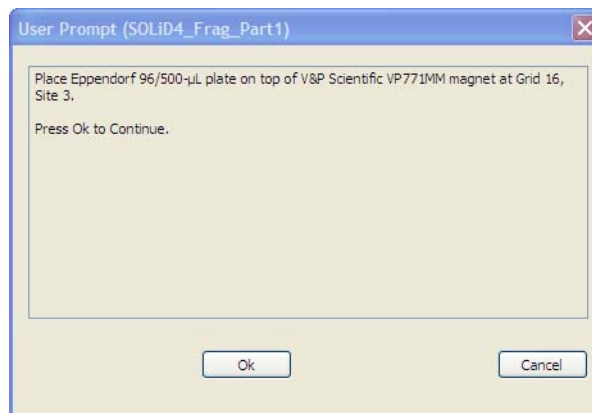 User Prompt (SOLiD4_Frag_Part1)
Place Eppendorf 96/500-µL plate on top of V&P Scientific VP771MM magnet at Grid 16,
Site 3.
Press Ok to Continue.
Ok
Cancel